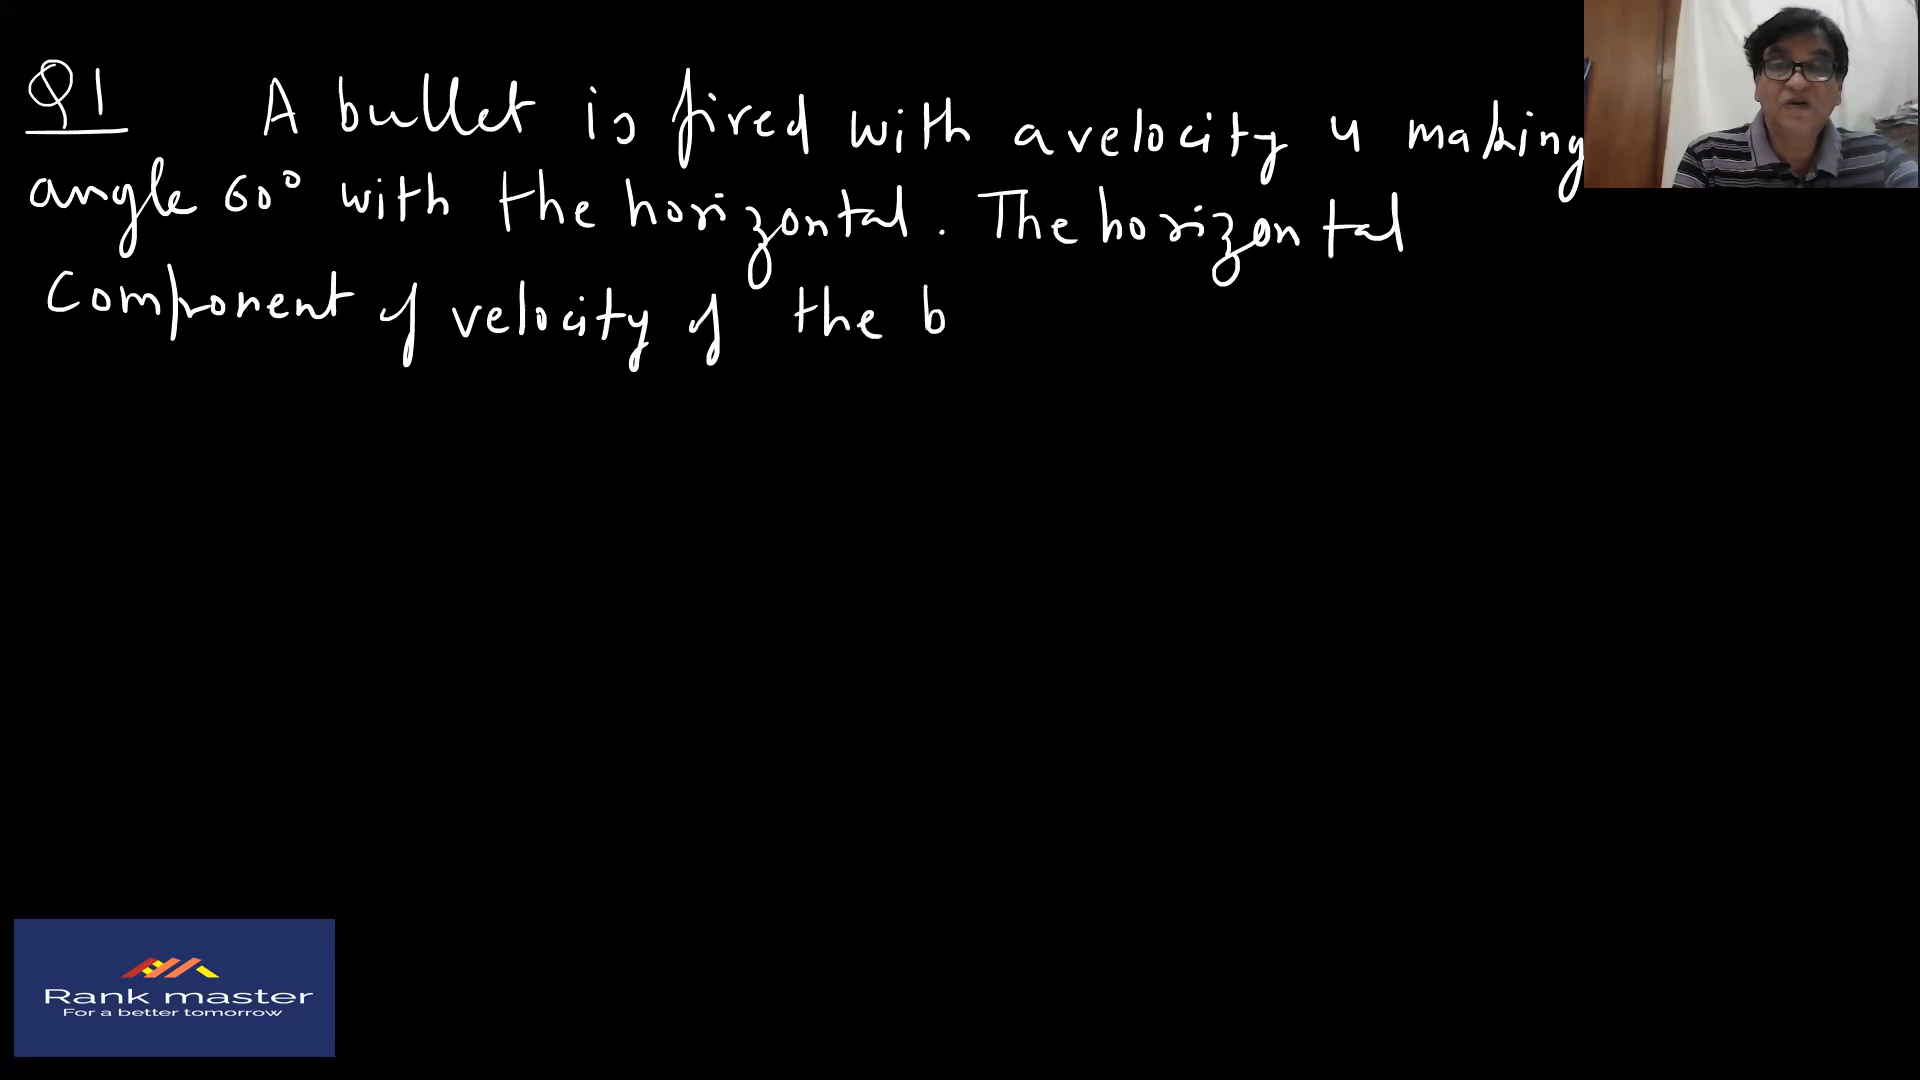 Q1 A bullet is fired with a velocity u making
angle 60° with the horizontal. The horizontal
Component of velocity of the b
Rank master
For a better tomorrow